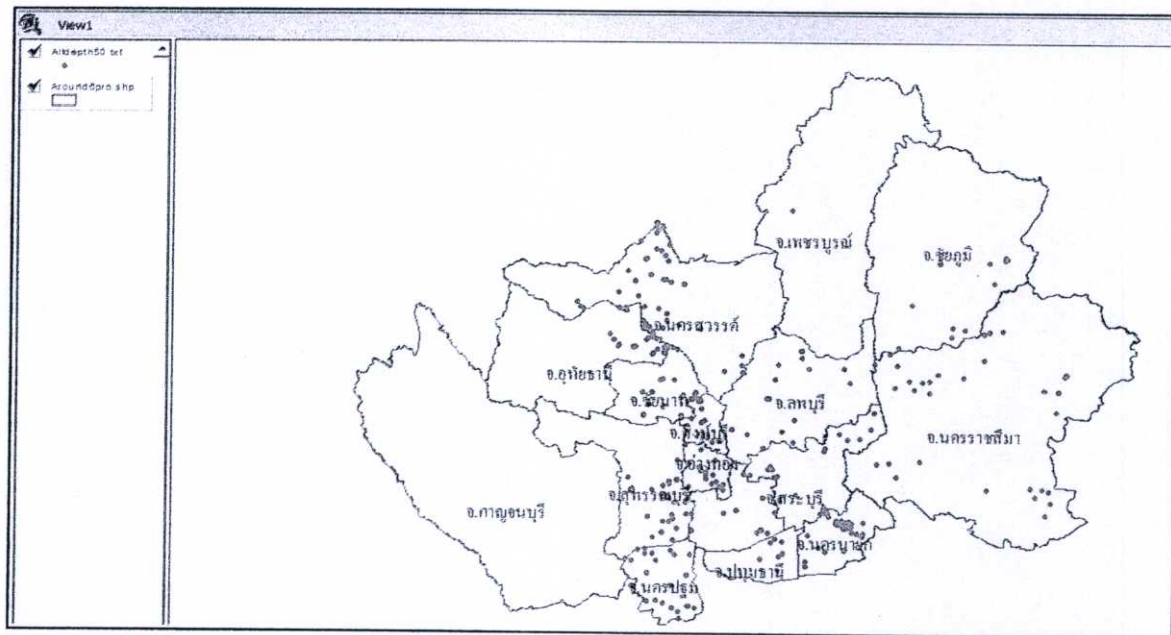 View1
Alldepth50.txt
Around6pro.shp
จ.เพชรบูรณ์
จ.ชัยภูมิ
จ.นครสวรรค์
จ.อุทัยธานี
จ.ชัยนาท
จ.ลพบุรี
จ.สิงห์บุรี
จ.นครราชสีมา
จ.อ่างทอง
จ.สุพรรณบุรี
จ.สระบุรี
จ.กาญจนบุรี
จ.นครนายก
จ.ปทุมธานี
จ.นครปฐม